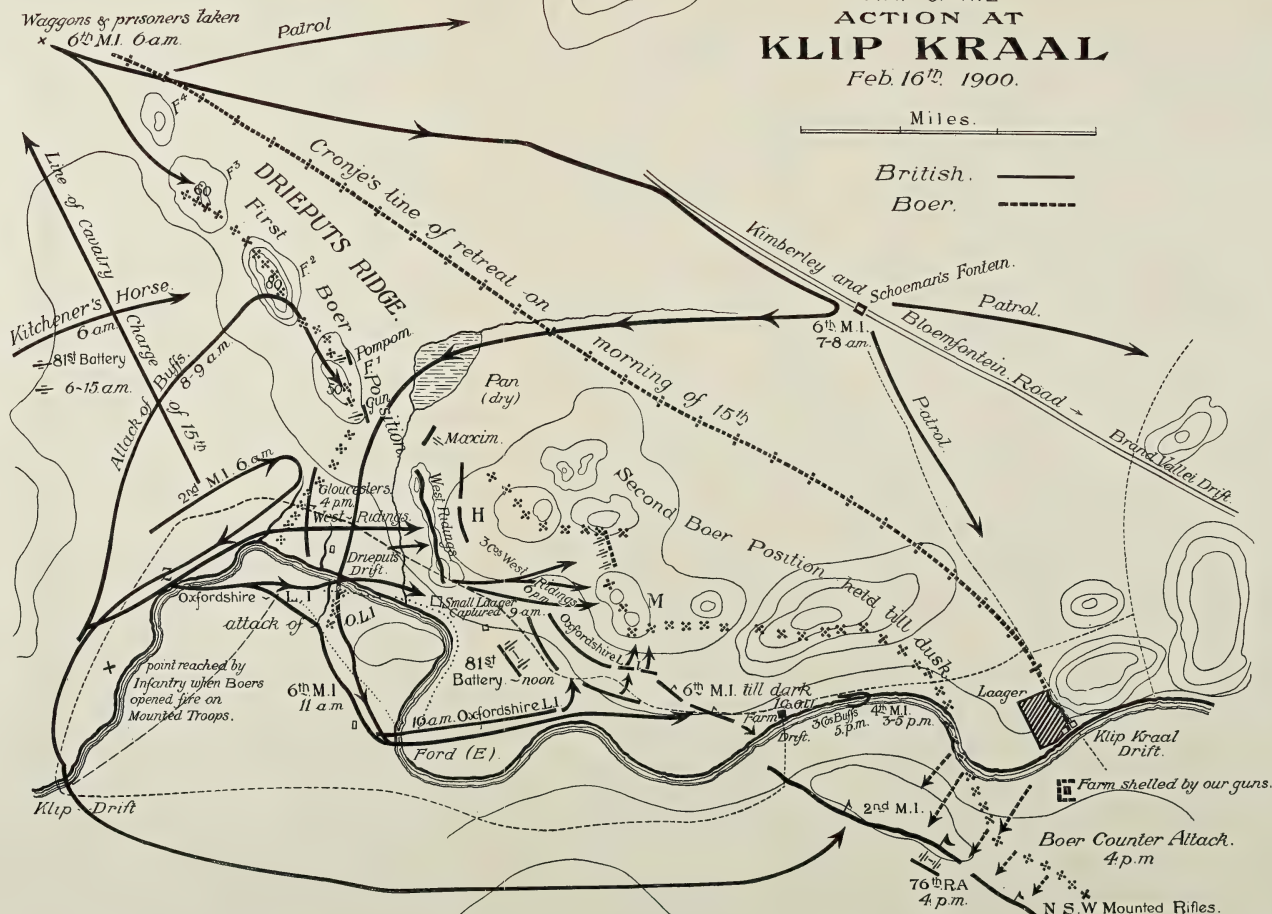 ACTION AT
KLIP KRAAL
Feb. 16th. 1900.
Miles.
British.
Boer.
Waggons & prisoners taken
6th M.I. 6-a.m.
Patrol
F4
F3
60
DRIEPUTS RIDGE.
First Boer Position.
F.2
80
F1
50
Pompom
Gun
Cronje's line of retreat on morning of 15th
Line of Cavalry Charge of 15th
Kitchener's Horse.
6 am.
81st Battery
6-15 a.m.
Attack of Buffs.
8-9 a.m.
2nd M.I. 6 am
Kimberley and Bloemfontein Road
Schoeman's Fontein.
Patrol.
6th M.I.
7-8 am.
Patrol
Brand Vallei Drift.
Pan
(dry)
Maxim.
H
West Ridings
Gloucesters.
4 p.m.
West Ridings.
Drieputs
Drift.
3 Cos West Ridings
6 pm.
Second Boer Position held till dusk
M
Small Laager
Captured 9 am.
Oxfordshire L.I.
Oxfordshire L.I
attack of
O.L.I
81st
Battery ~noon
6th M.I
11 a.m
10 am. Oxfordshire L.I.
6th M.I. till dark
Farm
Drift.
3 Cos Buffs
5. p.m.
4th M.I.
3-5 p.m.
Laager
Klip Kraal
Drift.
point reached by
Infantry when Boers
opened fire on
Mounted Troops.
Ford (E).
Klip Drift
2nd M.I.
Farm shelled by our guns.
Boer Counter Attack.
4. p.m
76th RA
4 p.m.
N.S.W Mounted Rifles.